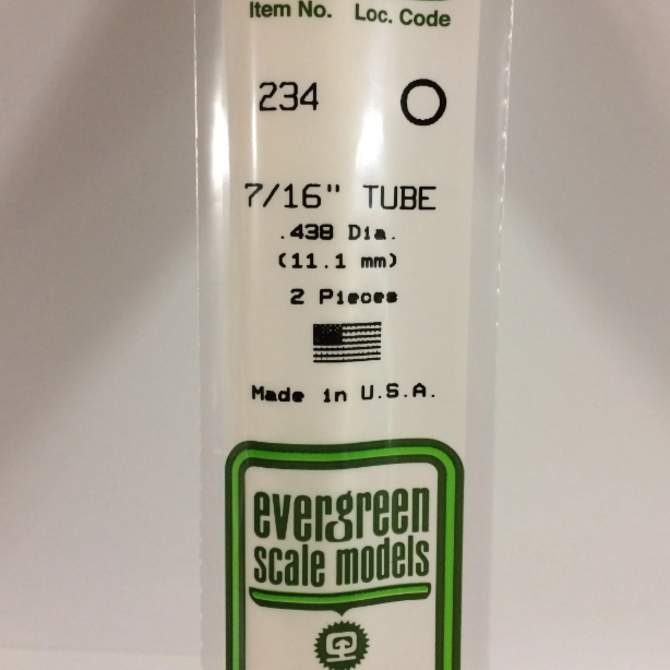 Item No. Loc. Code
234
7/16" TUBE
.438 Dia.
(11.1 mm)
2 Pieces
Made in U.S.A.
evergreen
scale models